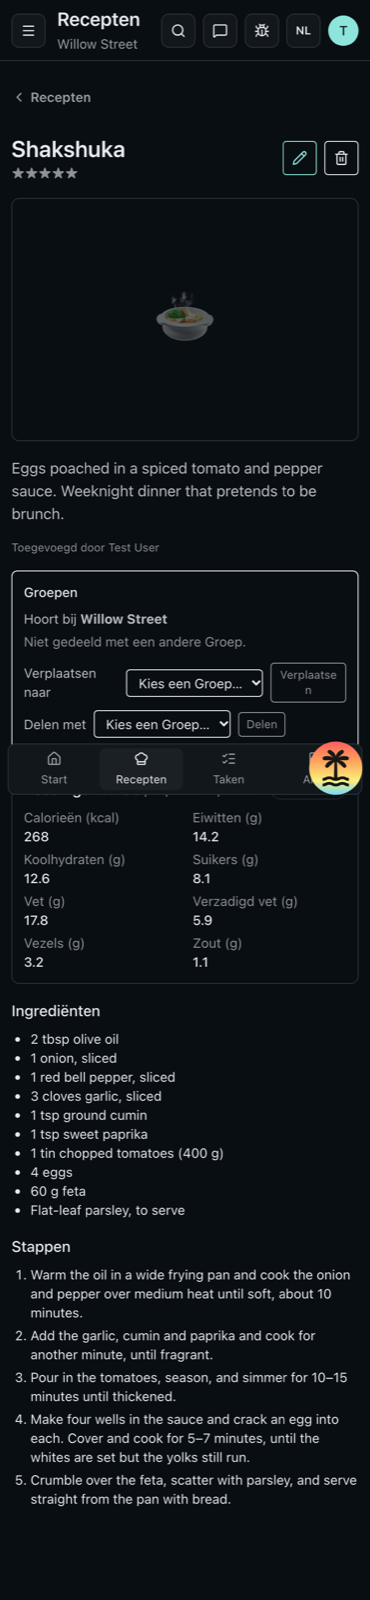 Recepten
Willow Street
NL
T
Recepten
Shakshuka
Eggs poached in a spiced tomato and pepper
sauce. Weeknight dinner that pretends to be
brunch.
Toegevoegd door Test User
Groepen
Hoort bij Willow Street
Niet gedeeld met een andere Groep.
Verplaatsen
naar
Kies een Groep...
Verplaatse
n
Delen met
Kies een Groep...
Delen
Start
Recepten
Taken
Calorieën (kcal)
Eiwitten (g)
268
14.2
Koolhydraten (g)
Suikers (g)
12.6
8.1
Vet (g)
Verzadigd vet (g)
17.8
5.9
Vezels (g)
Zout (g)
3.2
1.1
Ingrediënten
2 tbsp olive oil
1 onion, sliced
1 red bell pepper, sliced
3 cloves garlic, sliced
1 tsp ground cumin
1 tsp sweet paprika
1 tin chopped tomatoes (400 g)
4 eggs
60 g feta
Flat-leaf parsley, to serve
Stappen
1. Warm the oil in a wide frying pan and cook the onion
and pepper over medium heat until soft, about 10
minutes.
2. Add the garlic, cumin and paprika and cook for
another minute, until fragrant.
3. Pour in the tomatoes, season, and simmer for 10–15
minutes until thickened.
4. Make four wells in the sauce and crack an egg into
each. Cover and cook for 5–7 minutes, until the
whites are set but the yolks still run.
5. Crumble over the feta, scatter with parsley, and serve
straight from the pan with bread.